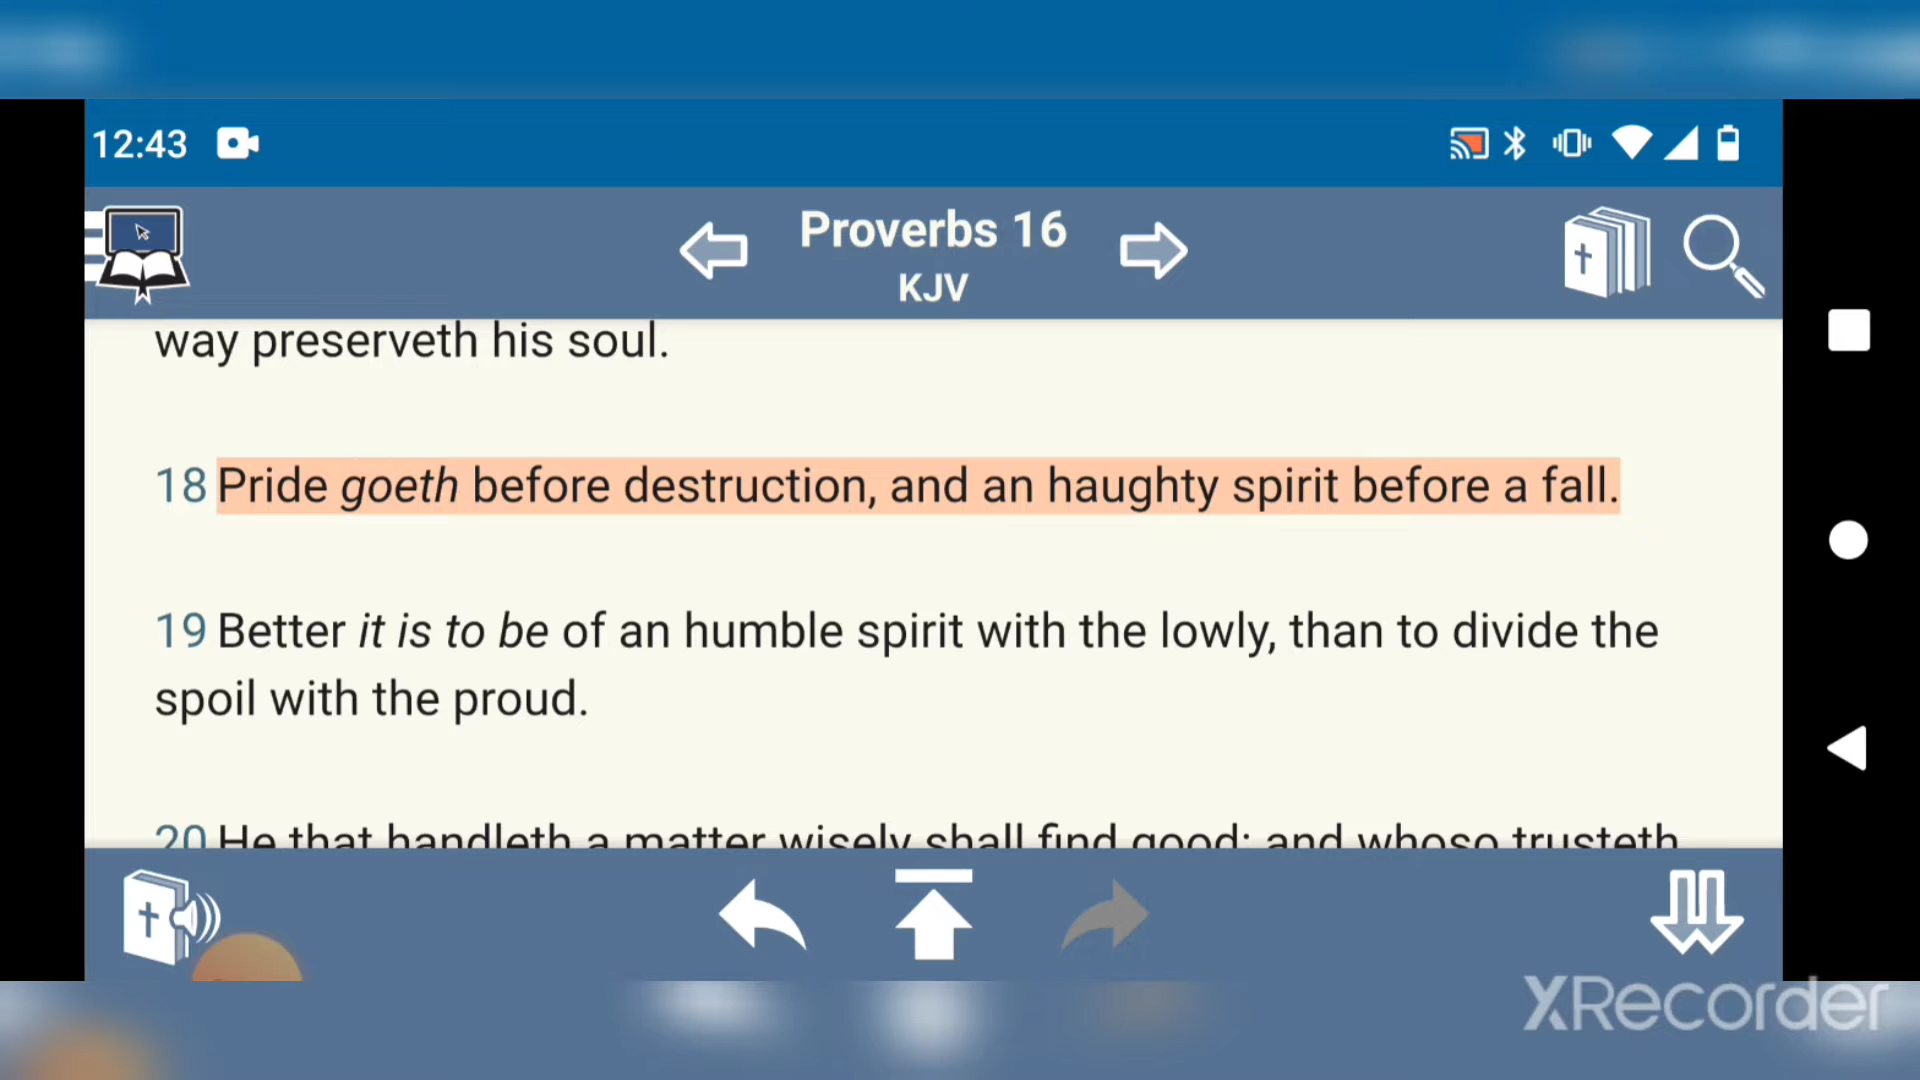 12:43
Proverbs 16
KJV
way preserveth his soul.
18 Pride goeth before destruction, and an haughty spirit before a fall.
19 Better it is to be of an humble spirit with the lowly, than to divide the
spoil with the proud.
20 He that handleth a matter wisely shall find good: and whoso trusteth
XRecorder